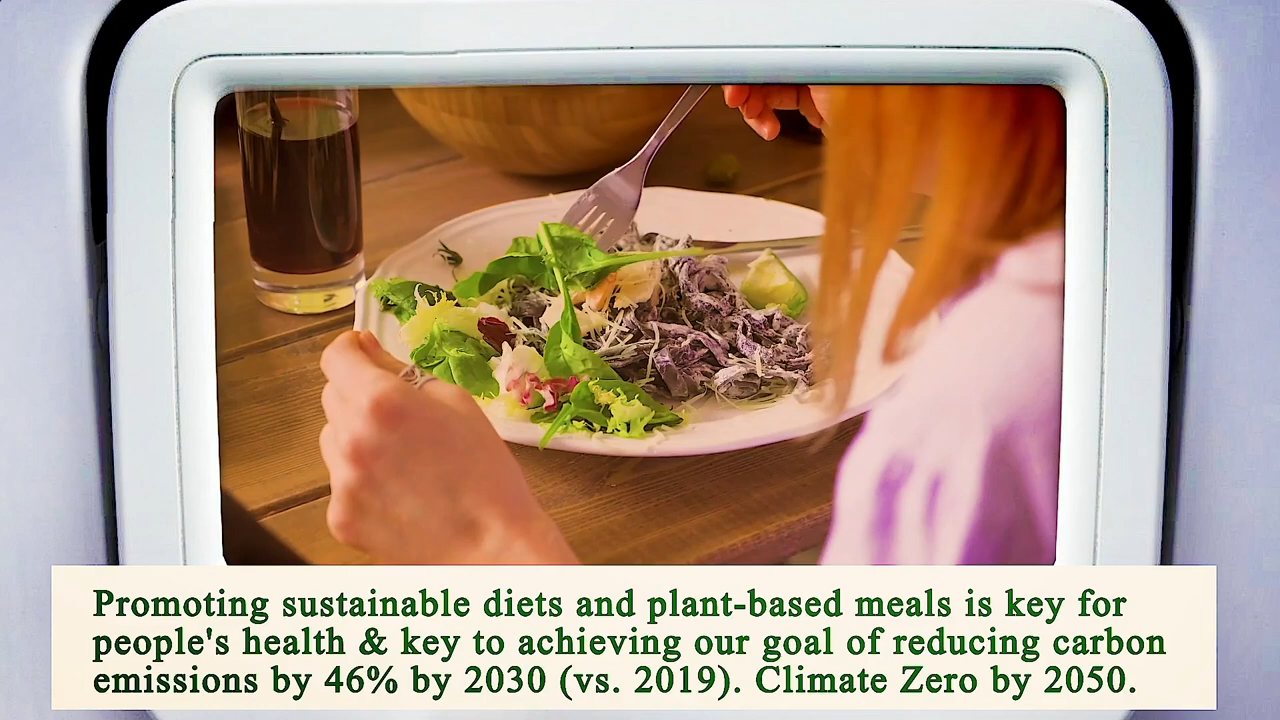 Promoting sustainable diets and plant-based meals is key for
people's health & key to achieving our goal of reducing carbon
emissions by 46% by 2030 (vs. 2019). Climate Zero by 2050.